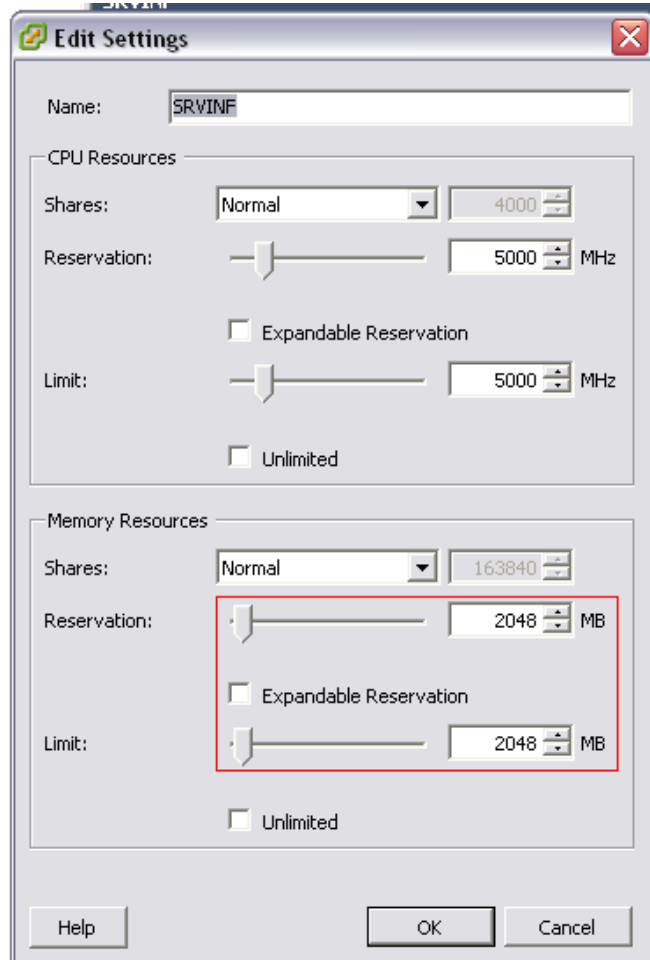 SRVINF
Edit Settings
Name: SRVINF
CPU Resources
Shares: Normal 4000
Reservation: 5000 MHz
Expandable Reservation
Limit: 5000 MHz
Unlimited
Memory Resources
Shares: Normal 163840
Reservation: 2048 MB
Expandable Reservation
Limit: 2048 MB
Unlimited
Help OK Cancel